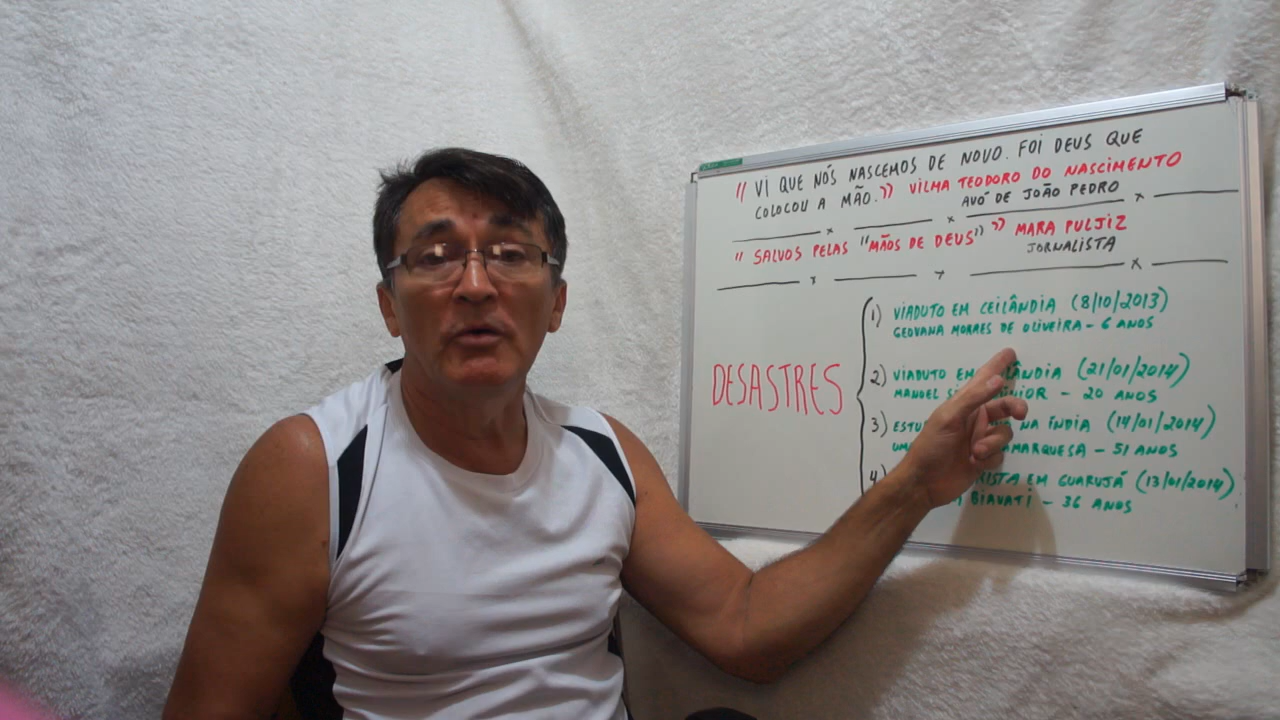 " VI QUE NÓS NASCEMOS DE NOVO. FOI DEUS QUE
COLOCOU A MÃO." VILMA TEODORO DO NASCIMENTO
AVÓ DE JOÃO PEDRO
" SALVOS PELAS "MÃOS DE DEUS" " MARA PULJIZ
JORNALISTA
DESASTRES
1) VIADUTO EM CEILÂNDIA (8/10/2013)
GEOVANA MORAES DE OLIVEIRA - 6 ANOS
2) VIADUTO EM CEILÂNDIA (21/01/2014)
MANOEL - 20 ANOS
3) NA ÍNDIA (14/01/2014)
- 51 ANOS
4) EM GUARUJÁ (13/01/2014)
BIAVATI - 36 ANOS